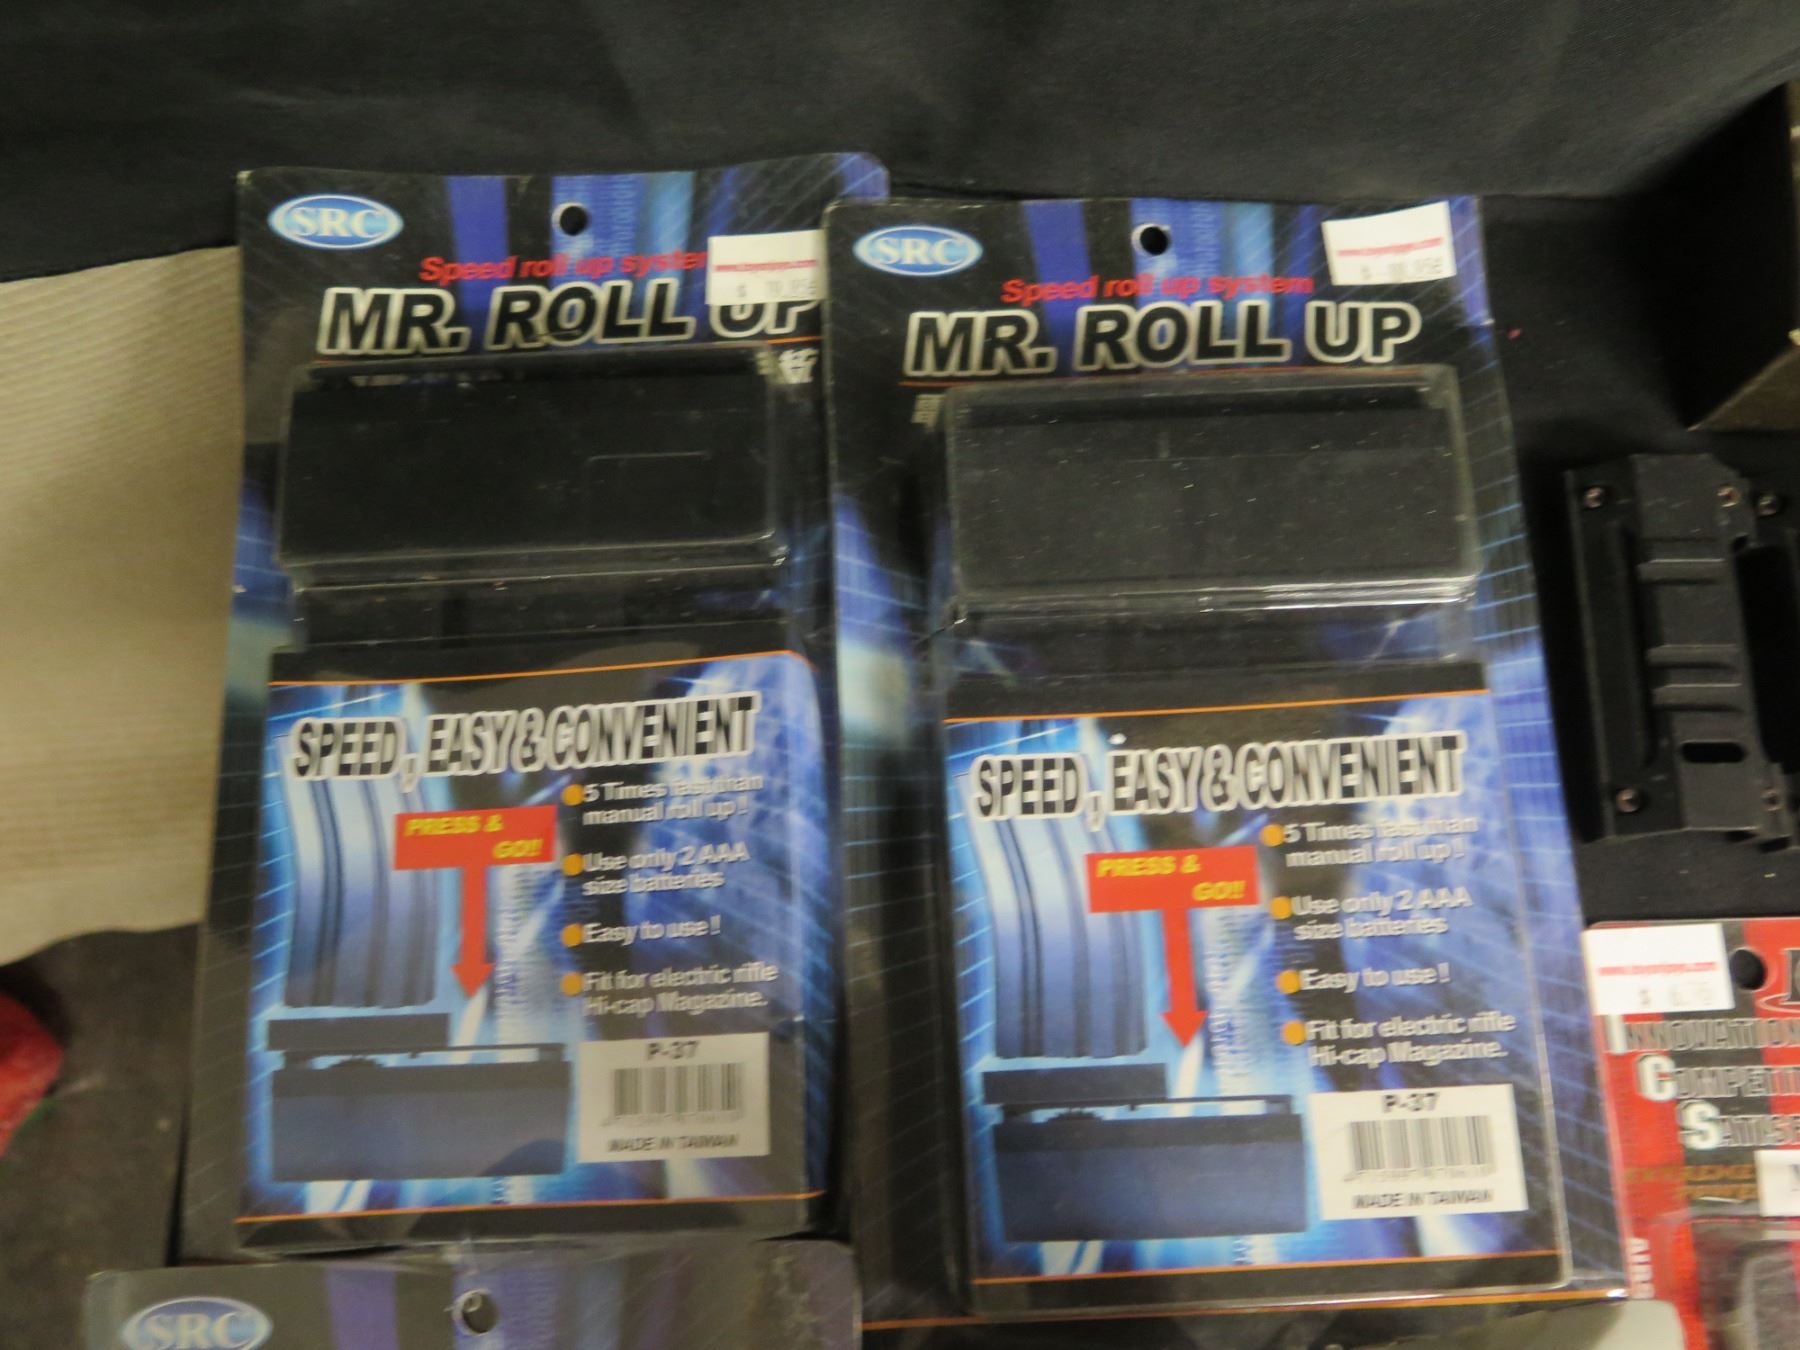 SRC
Speed roll up system
MR. ROLL UP
SPEED, EASY & CONVENIENT
PRESS &
GO!!
5 Times fast than
manual roll up!
Use only 2 AAA
size batteries
Easy to use!
Fit for electric rifle
Hi-cap Magazine.
P-37
MADE IN TAIWAN
SRC
Speed roll up system
MR. ROLL UP
SPEED, EASY & CONVENIENT
PRESS &
GO!!
5 Times fast than
manual roll up!
Use only 2 AAA
size batteries
Easy to use!
Fit for electric rifle
Hi-cap Magazine.
P-37
MADE IN TAIWAN
SRC
INNOVATION